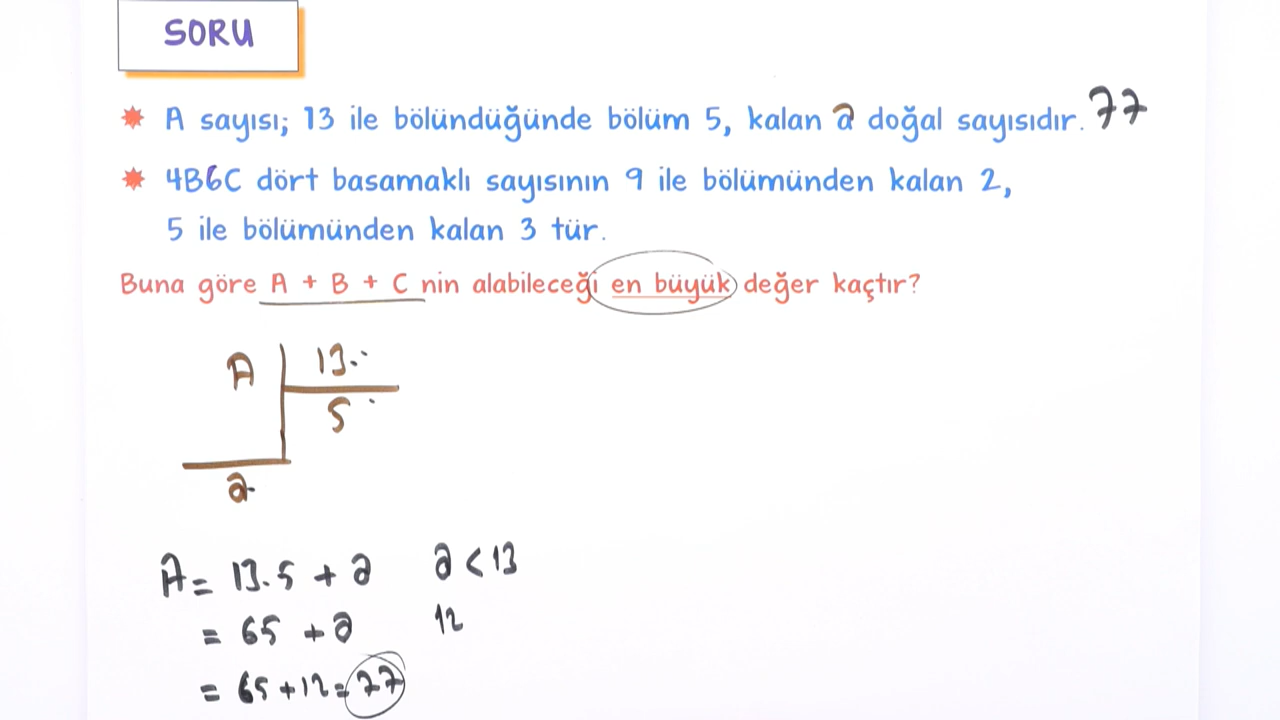 SORU
A sayısı; 13 ile bölündüğünde bölüm 5, kalan a doğal sayısıdır. 77
4B6C dört basamaklı sayısının 9 ile bölümünden kalan 2,
5 ile bölümünden kalan 3 tür.
Buna göre A + B + C nin alabileceği en büyük değer kaçtır?
A 13
5
a
A = 13.5 + a a < 13
= 65 + a 12
= 65 + 12 = 77